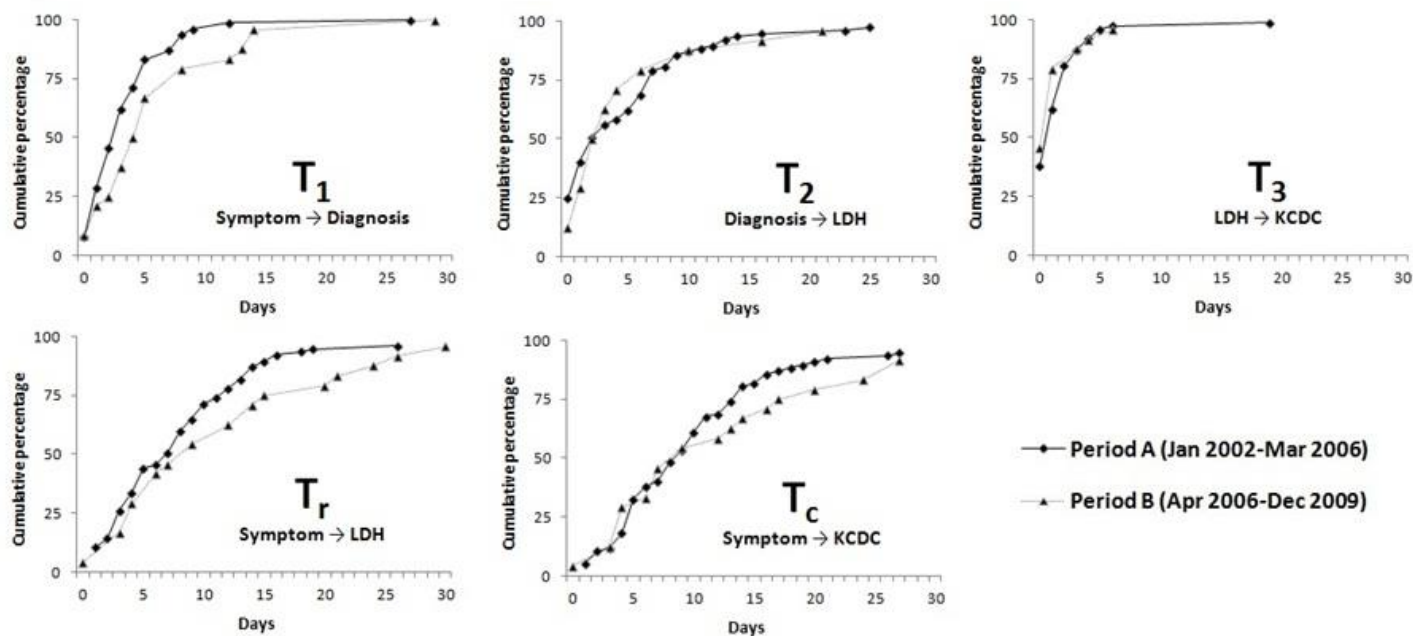 Cumulative percentage
100
75
50
25
0
T1
Symptom → Diagnosis
0 5 10 15 20 25 30
Days
Cumulative percentage
100
75
50
25
0
T2
Diagnosis → LDH
0 5 10 15 20 25 30
Days
Cumulative percentage
100
75
50
25
0
T3
LDH → KCDC
0 5 10 15 20 25 30
Days
Cumulative percentage
100
75
50
25
0
Tr
Symptom → LDH
0 5 10 15 20 25 30
Days
Cumulative percentage
100
75
50
25
0
Tc
Symptom → KCDC
0 5 10 15 20 25 30
Days
Period A (Jan 2002-Mar 2006)
Period B (Apr 2006-Dec 2009)